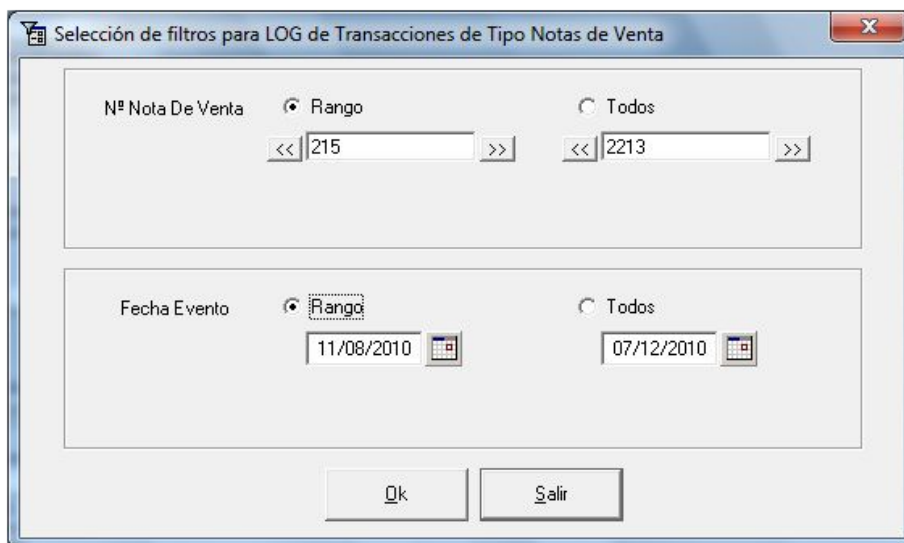 Selección de filtros para LOG de Transacciones de Tipo Notas de Venta
X
Nº Nota De Venta Rango Todos
<< 215 >> << 2213 >>
Fecha Evento Rango Todos
11/08/2010 07/12/2010
Ok Salir